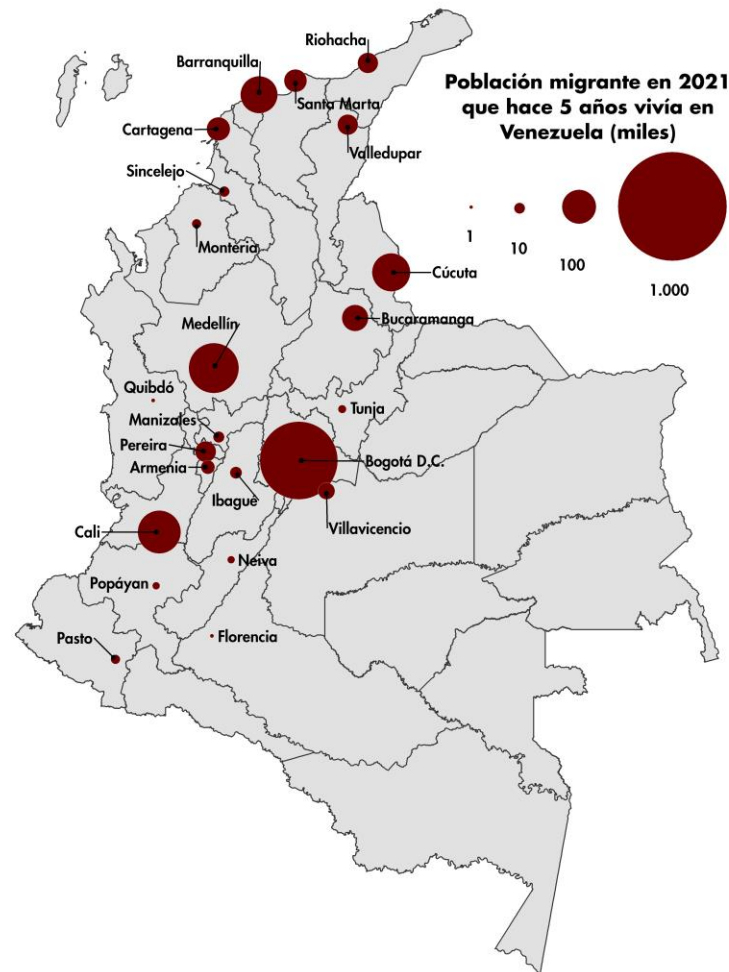 Riohacha
Barranquilla
Población migrante en 2021
que hace 5 años vivía en
Venezuela (miles)
Santa Marta
Cartagena
Valledupar
Sincelejo
1
10
100
1.000
Montería
Cúcuta
Bucaramanga
Medellín
Quibdó
Tunja
Manizales
Pereira
Bogotá D.C.
Armenia
Ibague
Villavicencio
Cali
Neiva
Popáyan
Pasto
Florencia